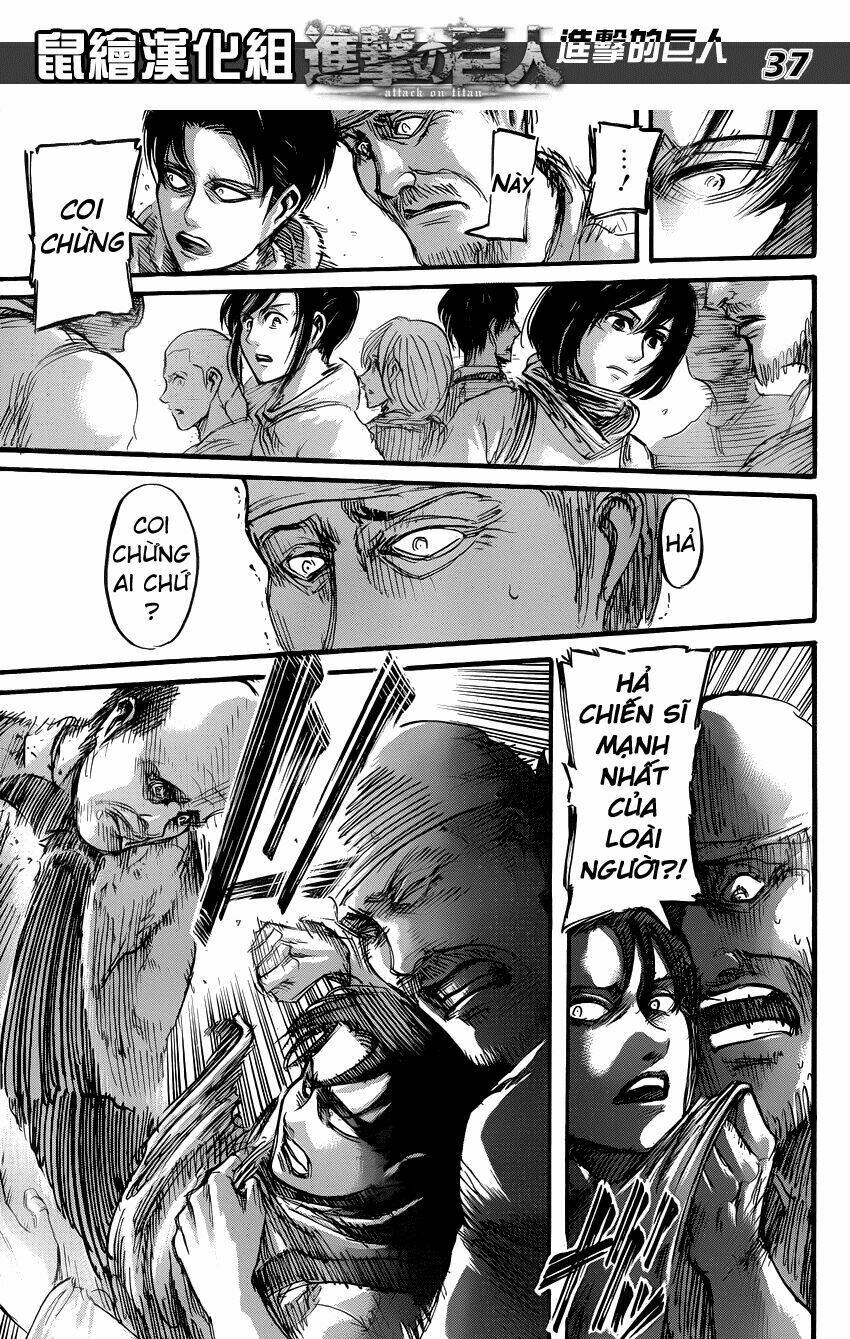 鼠繪漢化組
進撃の巨人
attack on titan
進擊的巨人
37
…!
NÀY
COI
CHỪNG
HẢ
COI
CHỪNG
AI CHỨ
?
HẢ
CHIẾN SĨ
MẠNH
NHẤT
CỦA
LOÀI
NGƯỜI?!